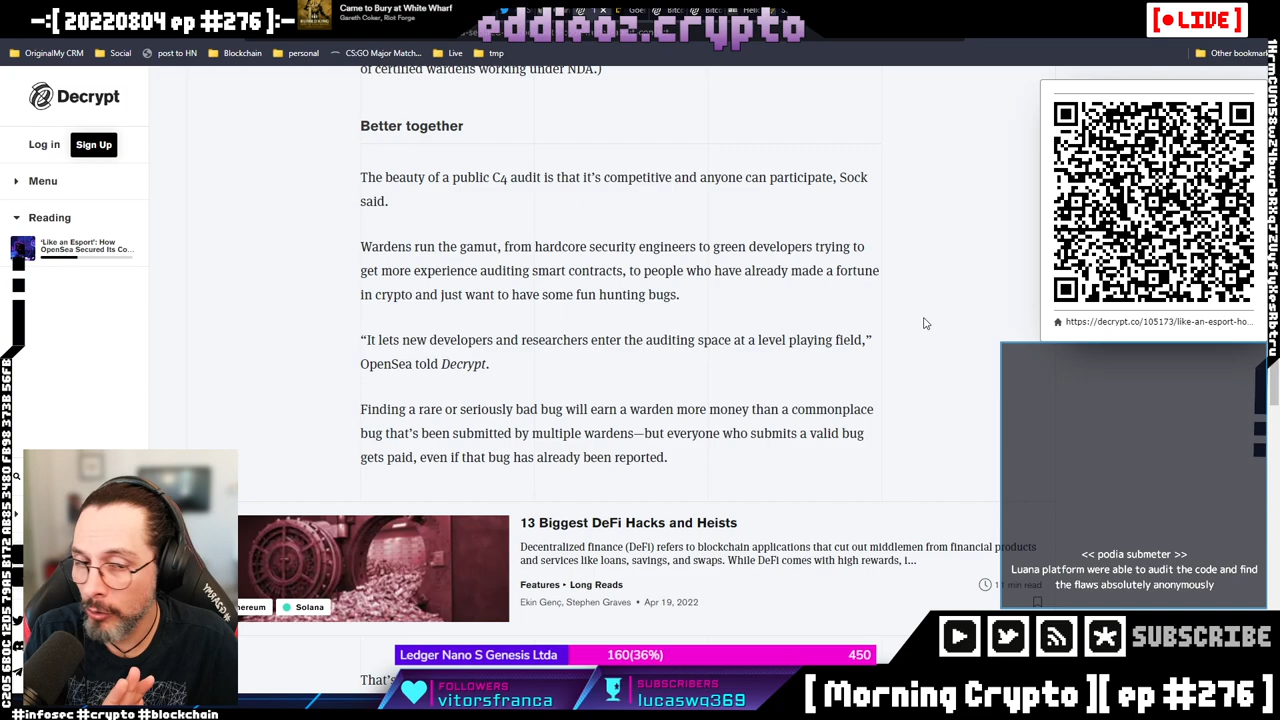 -:[ 20220804 ep #276 ]:-
Came to Bury at White Wharf
Gareth Coker, Riot Forge
eddieoz.crypto
[●LIVE]
OriginalMy CRM
Social
post to HN
Blockchain
personal
CS:GO Major Match...
Live
tmp
Other bookmar
or certified wardens working under NDA.)
Decrypt
Log in
Sign Up
Menu
Reading
'Like an Esport': How
OpenSea Secured Its Co...
Better together
The beauty of a public C4 audit is that it's competitive and anyone can participate, Sock
said.
Wardens run the gamut, from hardcore security engineers to green developers trying to
get more experience auditing smart contracts, to people who have already made a fortune
in crypto and just want to have some fun hunting bugs.
“It lets new developers and researchers enter the auditing space at a level playing field,”
OpenSea told Decrypt.
Finding a rare or seriously bad bug will earn a warden more money than a commonplace
bug that's been submitted by multiple wardens—but everyone who submits a valid bug
gets paid, even if that bug has already been reported.
https://decrypt.co/105173/like-an-esport-ho...
13 Biggest DeFi Hacks and Heists
Decentralized finance (DeFi) refers to blockchain applications that cut out middlemen from financial products
and services like loans, savings, and swaps. While DeFi comes with high rewards, i...
Features • Long Reads
min read
Ekin Genç, Stephen Graves • Apr 19, 2022
ereum
Solana
<< podia submeter >>
Luana platform were able to audit the code and find
the flaws absolutely anonymously
That's
Ledger Nano S Genesis Ltda
160(36%)
450
FOLLOWERS
vitorsfranca
SUBSCRIBERS
lucaswg369
SUBSCRIBE
[ Morning Crypto ][ ep #276 ]
#infosec #crypto #blockchain